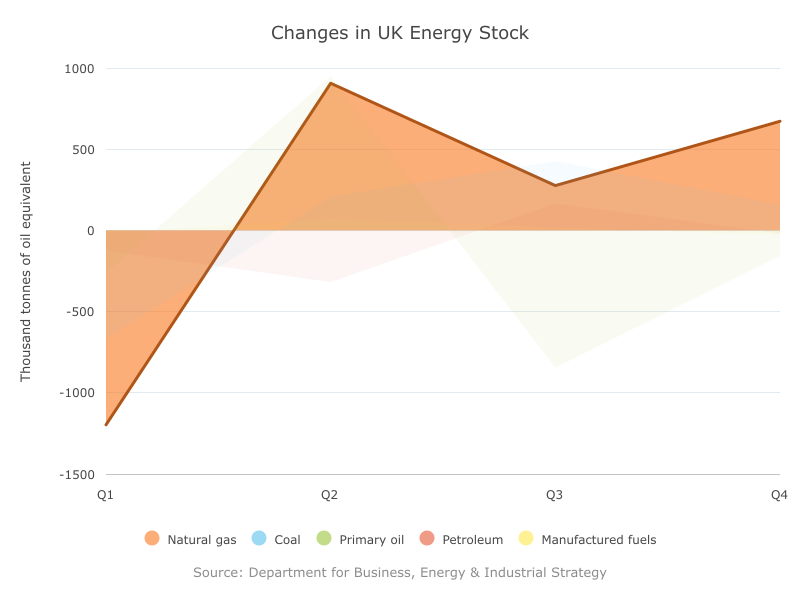 Changes in UK Energy Stock
Thousand tonnes of oil equivalent
1000
500
0
-500
-1000
-1500
Q1 Q2 Q3 Q4
Natural gas Coal Primary oil Petroleum Manufactured fuels
Source: Department for Business, Energy & Industrial Strategy